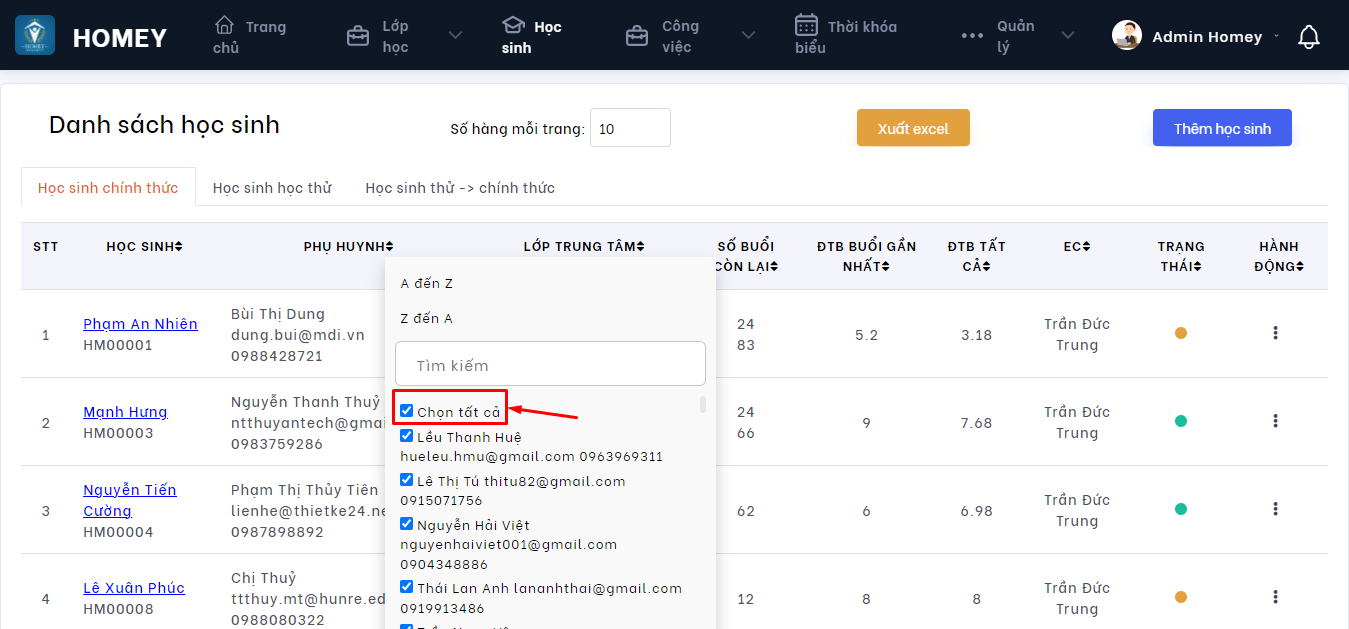 HOMEY
Trang chủ
Lớp học
Học sinh
Công việc
Thời khóa biểu
Quản lý
Admin Homey
Danh sách học sinh
Số hàng mỗi trang: 10
Xuất excel
Thêm học sinh
Học sinh chính thức
Học sinh học thử
Học sinh thử -> chính thức
STT
HỌC SINH
PHỤ HUYNH
LỚP TRUNG TÂM
SỐ BUỔI
CÒN LẠI
ĐTB BUỔI GẦN
NHẤT
ĐTB TẤT
CẢ
EC
TRẠNG
THÁI
HÀNH
ĐỘNG
1
Phạm An Nhiên
HM00001
Bùi Thị Dung
dung.bui@mdi.vn
0988428721
24
83
5.2
3.18
Trần Đức
Trung
2
Mạnh Hưng
HM00003
Nguyễn Thanh Thuỷ
ntthuyantech@gmai
0983759286
24
66
9
7.68
Trần Đức
Trung
3
Nguyễn Tiến
Cường
HM00004
Phạm Thị Thủy Tiên
lienhe@thietke24.ne
0987898892
62
6
6.98
Trần Đức
Trung
4
Lê Xuân Phúc
HM00008
Chị Thuỷ
ttthuy.mt@hunre.ed
0988080322
12
8
8
Trần Đức
Trung
A đến Z
Z đến A
Tìm kiếm
Chọn tất cả
Lều Thanh Huệ
hueleu.hmu@gmail.com 0963969311
Lê Thị Tú thitu82@gmail.com
0915071756
Nguyễn Hải Việt
nguyenhaiviet001@gmail.com
0904348886
Thái Lan Anh lananhthai@gmail.com
0919913486